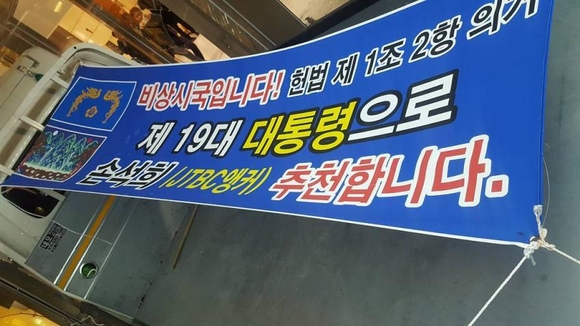 비상시국입니다! 헌법 제 1조 2항 의거
제 19대 대통령으로
손석희 (JTBC앵커) 추천합니다.